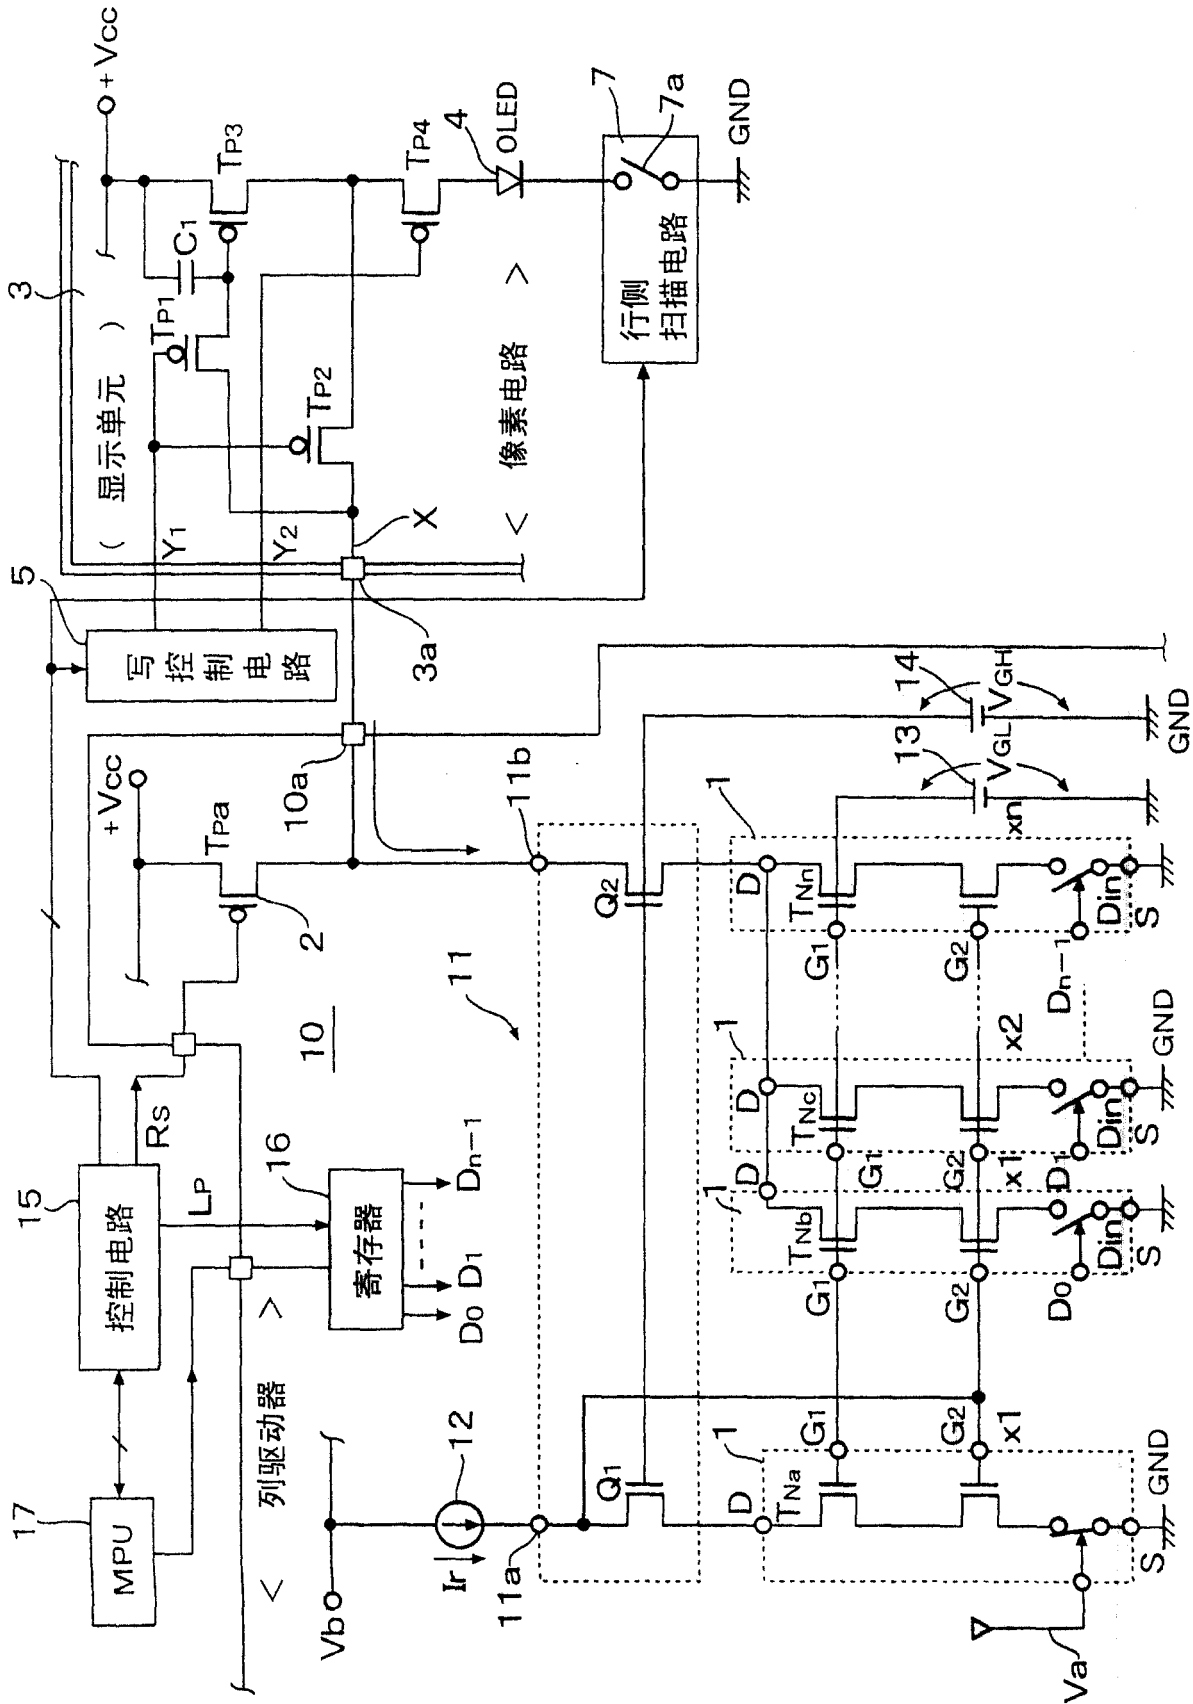 17
MPU
15
控制电路
RS
LP
16
寄存器
D0
D1
Dn-1
< 列驱动器 >
10
+Vcc
TPa
2
10a
5
写控制电路
Y1
Y2
3
( 显示单元 )
< 像素电路 >
+Vcc
TP1
C1
TP3
TP2
TP4
4
OLED
X
3a
7
7a
行侧
扫描电路
GND
Vb
Ir
12
11a
11
11b
Q1
Q2
1
D
TNa
G1
G2
x1
S
GND
Va
1
D
TNb
G1
G2
x1
D0
Din
S
1
D
TNc
G1
G2
x2
D1
Din
S
GND
1
D
TNn
G1
G2
xn
Dn-1
Din
S
13
VGL
14
VGH
GND